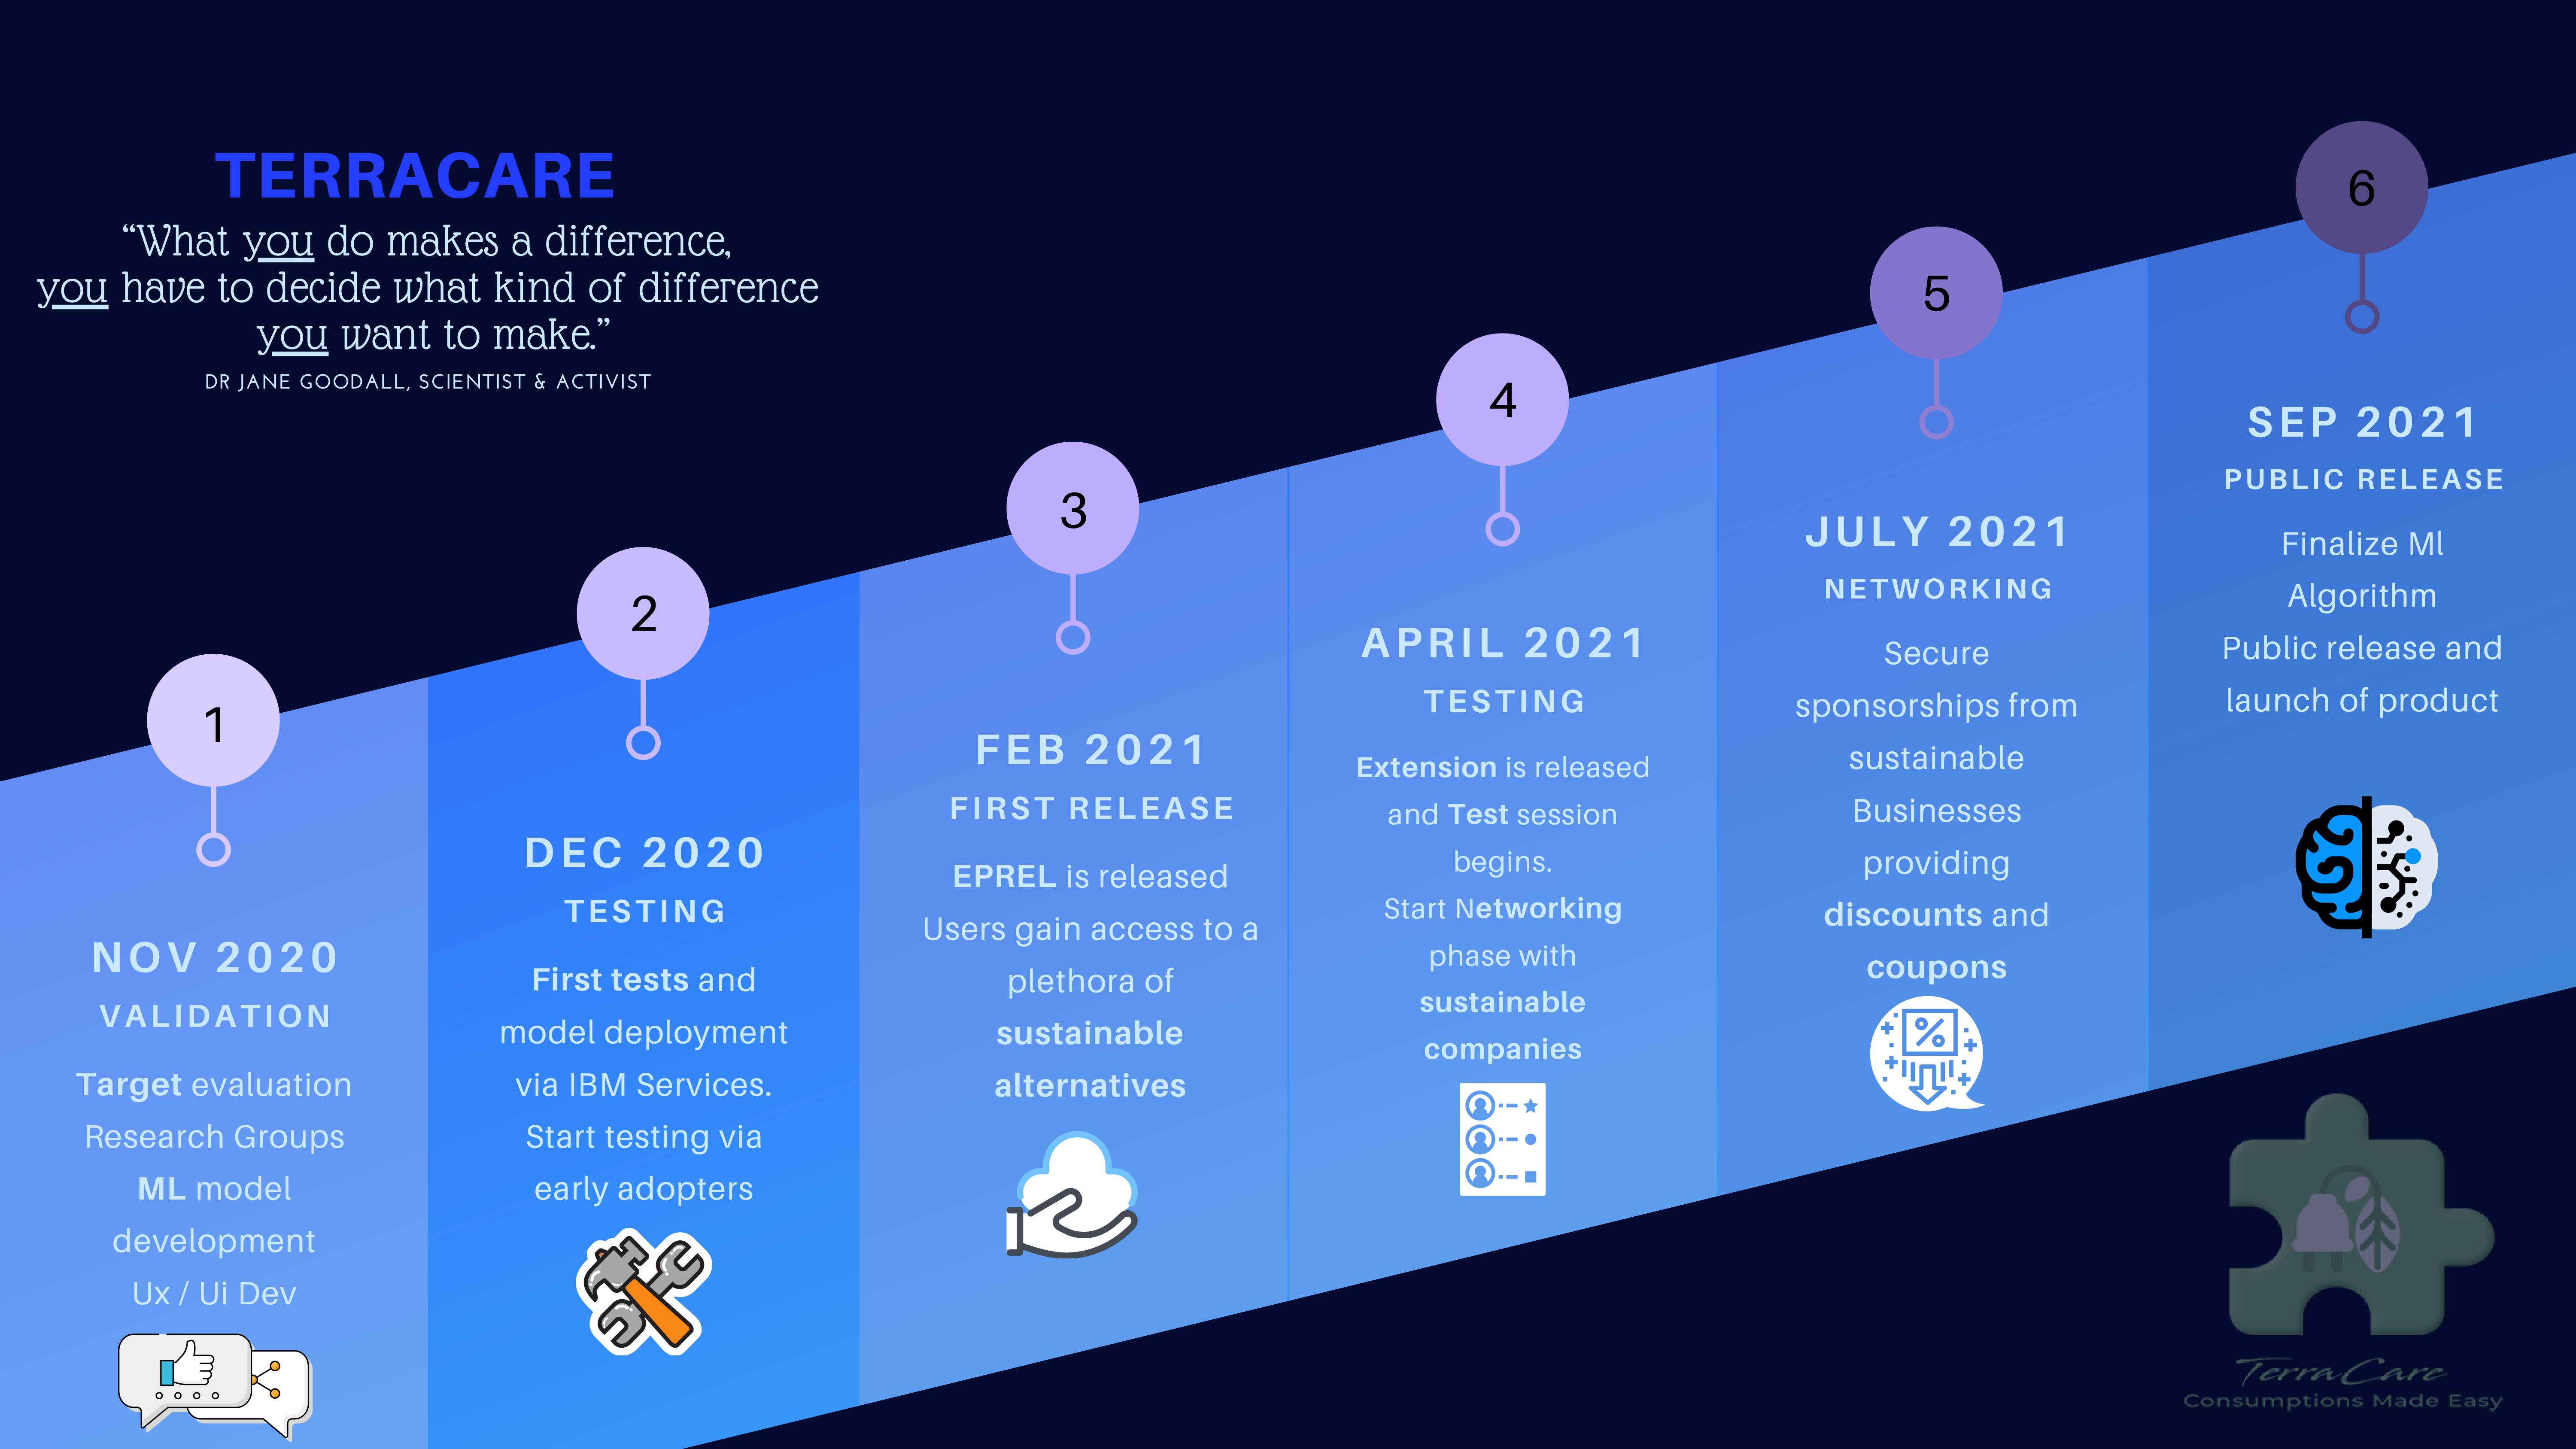 TERRACARE
“What you do makes a difference,
you have to decide what kind of difference
you want to make.”
DR JANE GOODALL, SCIENTIST & ACTIVIST
1
NOV 2020
VALIDATION
Target evaluation
Research Groups
ML model
development
Ux / Ui Dev
2
DEC 2020
TESTING
First tests and
model deployment
via IBM Services.
Start testing via
early adopters
3
FEB 2021
FIRST RELEASE
EPREL is released
Users gain access to a
plethora of
sustainable
alternatives
4
APRIL 2021
TESTING
Extension is released
and Test session
begins.
Start Networking
phase with
sustainable
companies
5
JULY 2021
NETWORKING
Secure
sponsorships from
sustainable
Businesses
providing
discounts and
coupons
%
6
SEP 2021
PUBLIC RELEASE
Finalize Ml
Algorithm
Public release and
launch of product
TerraCare
Consumptions Made Easy